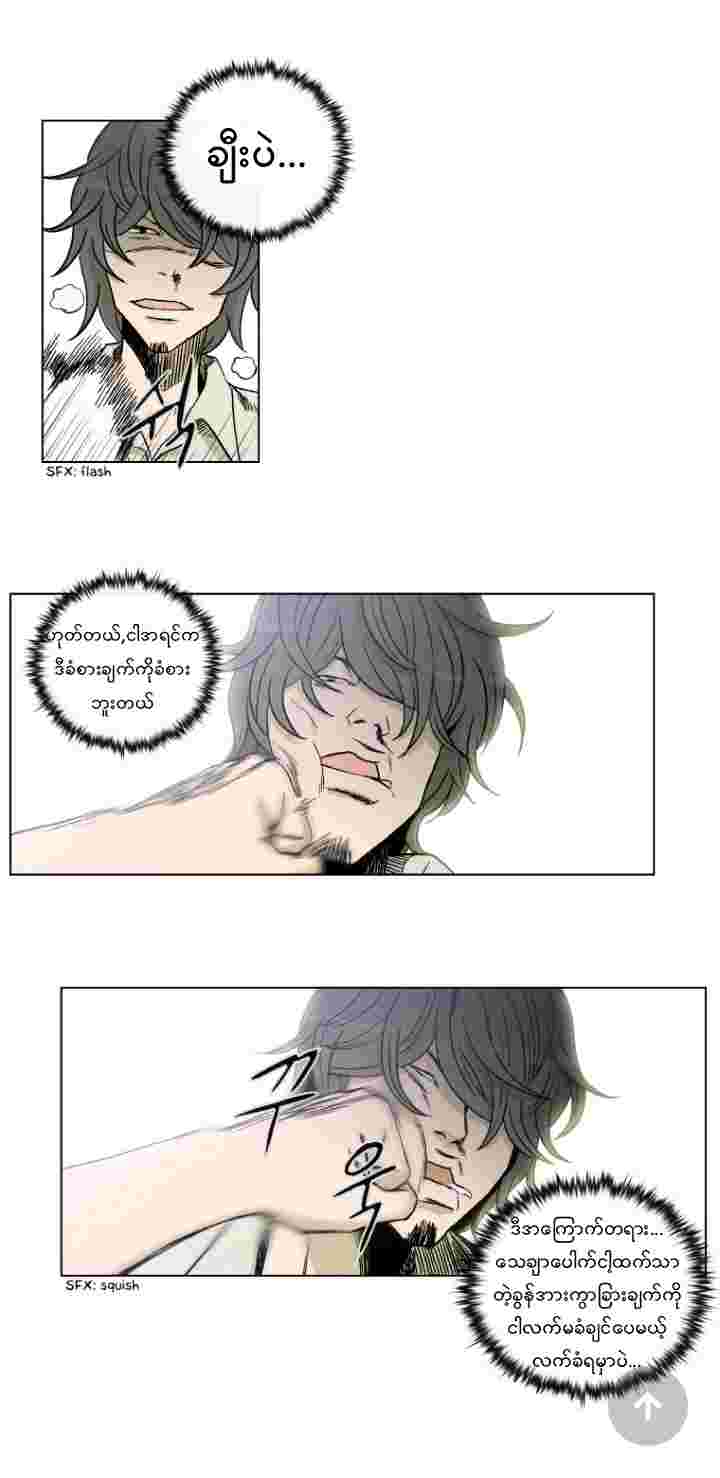 ချီးပဲ...
SFX: flash
ဟုတ်တယ်,ငါအရင်က
ဒီခံစားချက်ကိုခံစား
ဘူးတယ်
꾸
욱
SFX: squish
ဒီအကြောက်တရား...
သေချာပေါက်ငါ့ထက်သာ
တဲ့ခွန်အားကွာခြားချက်ကို
ငါလက်မခံချင်ပေမယ့်
လက်ခံရမှာပဲ...